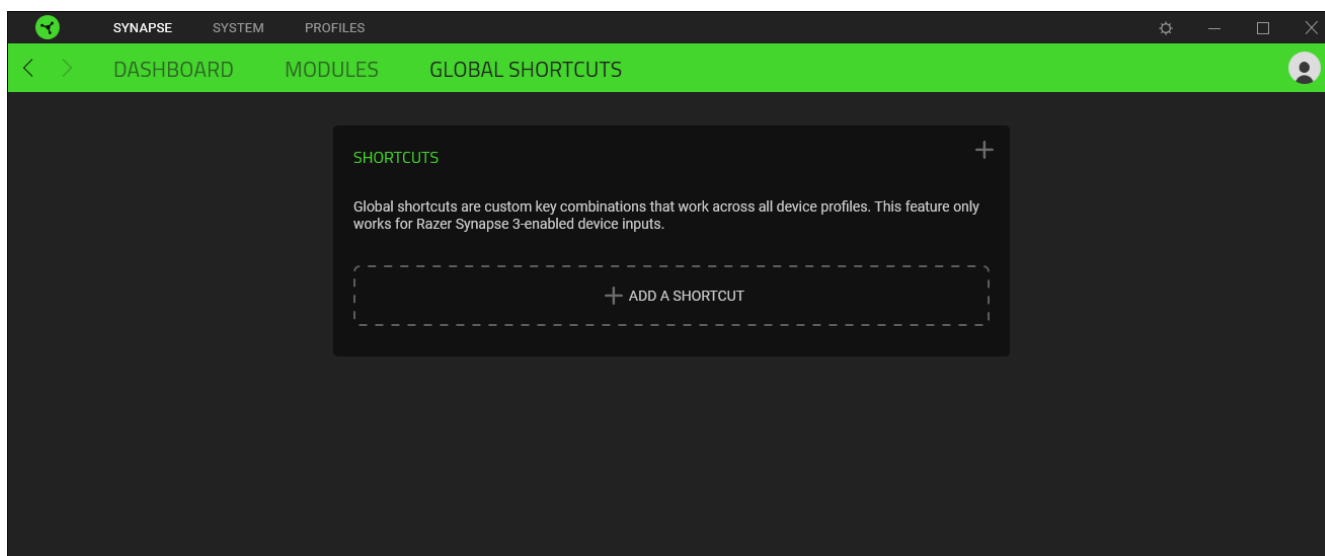 SYNAPSE SYSTEM PROFILES
DASHBOARD MODULES GLOBAL SHORTCUTS
SHORTCUTS
Global shortcuts are custom key combinations that work across all device profiles. This feature only
works for Razer Synapse 3-enabled device inputs.
ADD A SHORTCUT